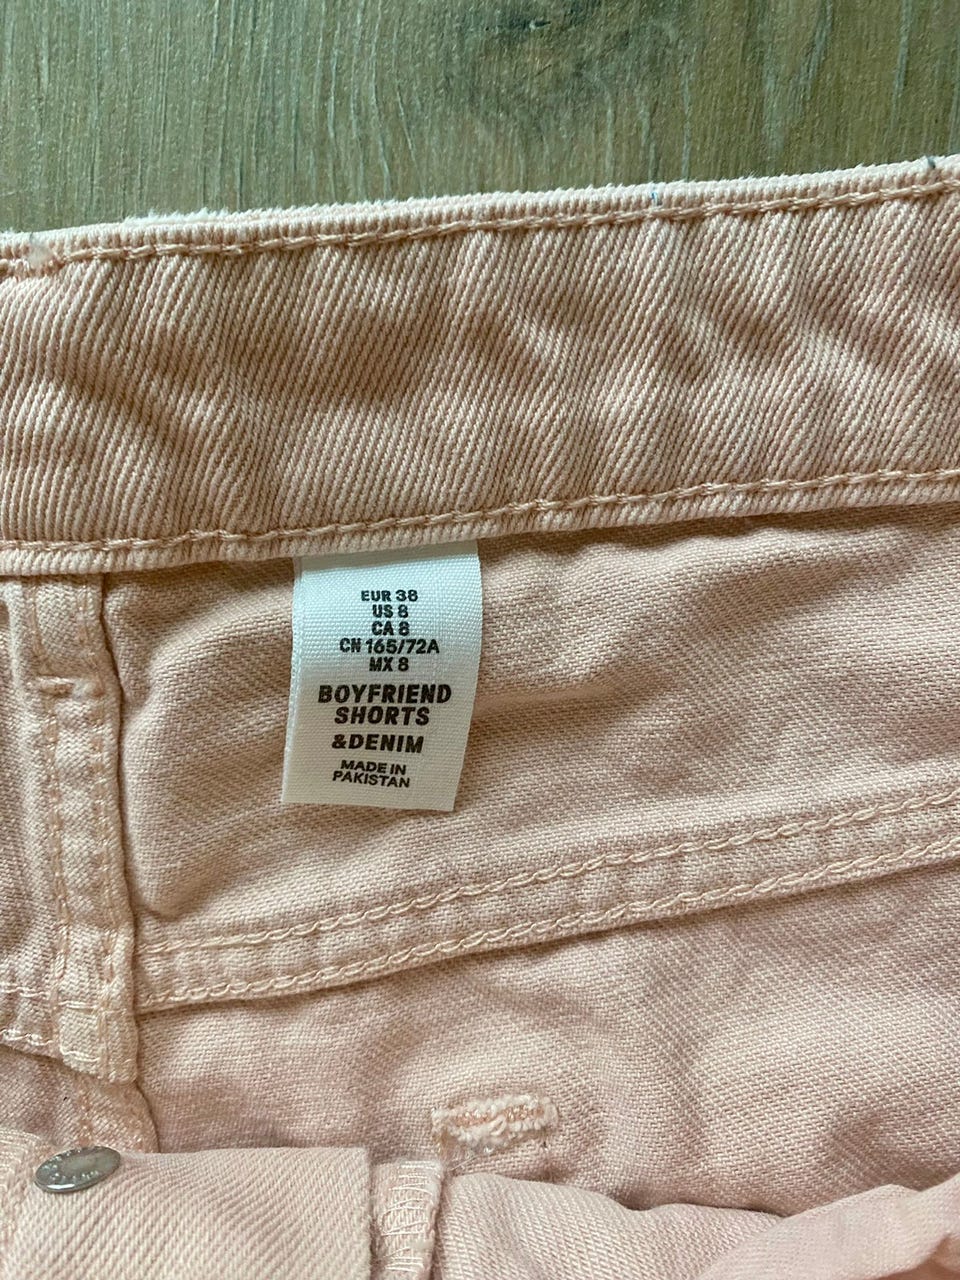 EUR 38
US 8
CA 8
CN 165/72A
MX 8
BOYFRIEND
SHORTS
&DENIM
MADE IN
PAKISTAN